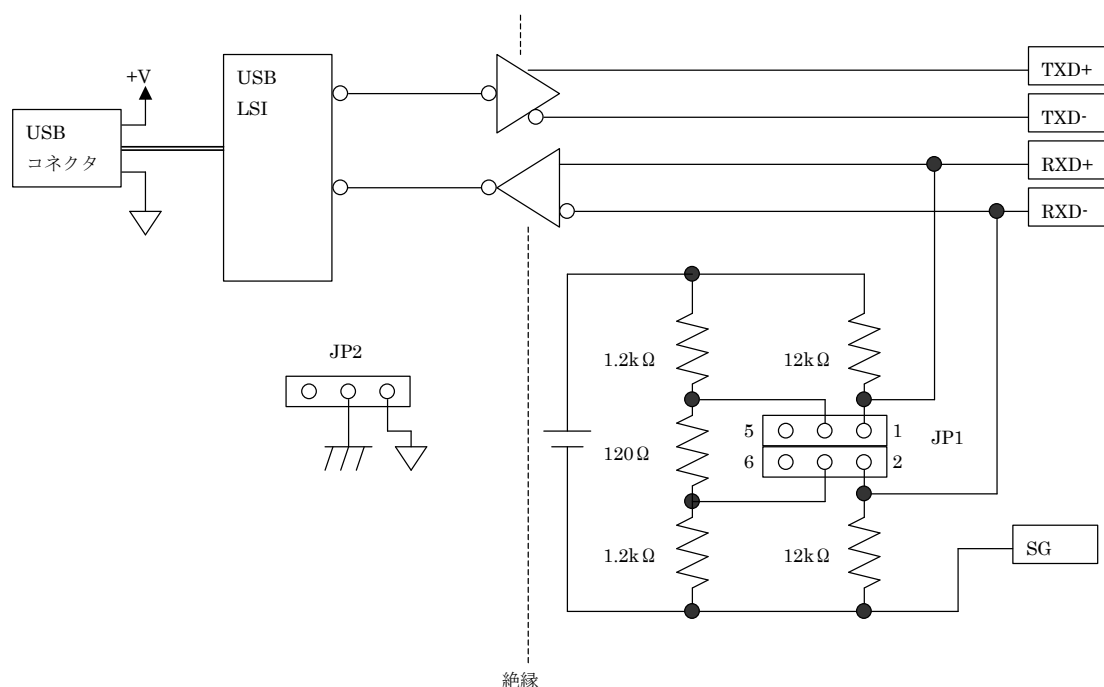 USB
コネクタ
+V
USB
LSI
TXD+
TXD-
RXD+
RXD-
JP2
1.2kΩ
12kΩ
5
1
JP1
120Ω
6
2
1.2kΩ
12kΩ
SG
絶縁